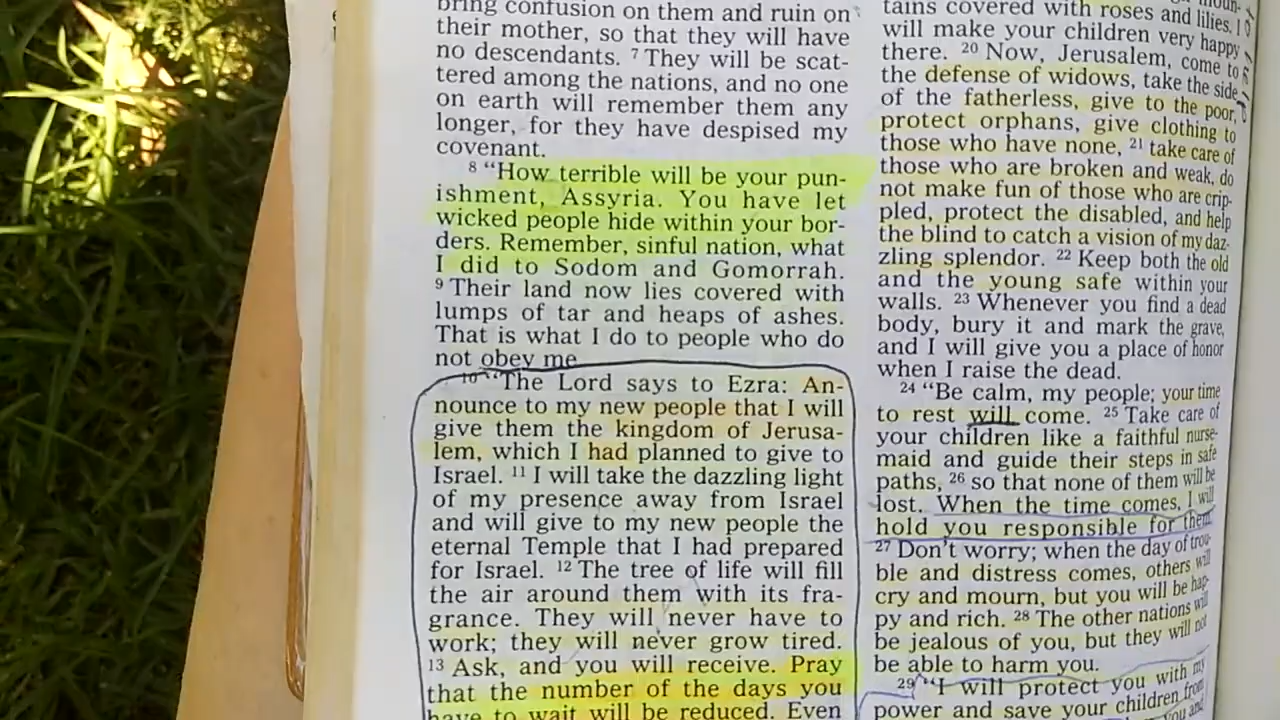 bring confusion on them and ruin on
their mother, so that they will have
no descendants. 7 They will be scat-
tered among the nations, and no one
on earth will remember them any
longer, for they have despised my
covenant.
8 "How terrible will be your pun-
ishment, Assyria. You have let
wicked people hide within your bor-
ders. Remember, sinful nation, what
I did to Sodom and Gomorrah.
9 Their land now lies covered with
lumps of tar and heaps of ashes.
That is what I do to people who do
not obey me
10 "The Lord says to Ezra: An-
nounce to my new people that I will
give them the kingdom of Jerusa-
lem, which I had planned to give to
Israel. 11 I will take the dazzling light
of my presence away from Israel
and will give to my new people the
eternal Temple that I had prepared
for Israel. 12 The tree of life will fill
the air around them with its fra-
grance. They will never have to
work; they will never grow tired.
13 Ask, and you will receive. Pray
that the number of the days you
have to wait will be reduced. Even
tains covered with roses and lilies. I
will make your children very happy
there. 20 Now, Jerusalem, come to
the defense of widows, take the side
of the fatherless, give to the poor,
protect orphans, give clothing to
those who have none, 21 take care of
those who are broken and weak, do
not make fun of those who are crip-
pled, protect the disabled, and help
the blind to catch a vision of my daz-
zling splendor. 22 Keep both the old
and the young safe within your
walls. 23 Whenever you find a dead
body, bury it and mark the grave,
and I will give you a place of honor
when I raise the dead.
24 "Be calm, my people; your time
to rest will come. 25 Take care of
your children like a faithful nurse-
maid and guide their steps in safe
paths, 26 so that none of them will be
lost. When the time comes, I will
hold you responsible for them.
27 Don't worry; when the day of trou-
ble and distress comes, others will
cry and mourn, but you will be hap-
py and rich. 28 The other nations will
be jealous of you, but they will not
be able to harm you.
29 "I will protect you with my
power and save your children from